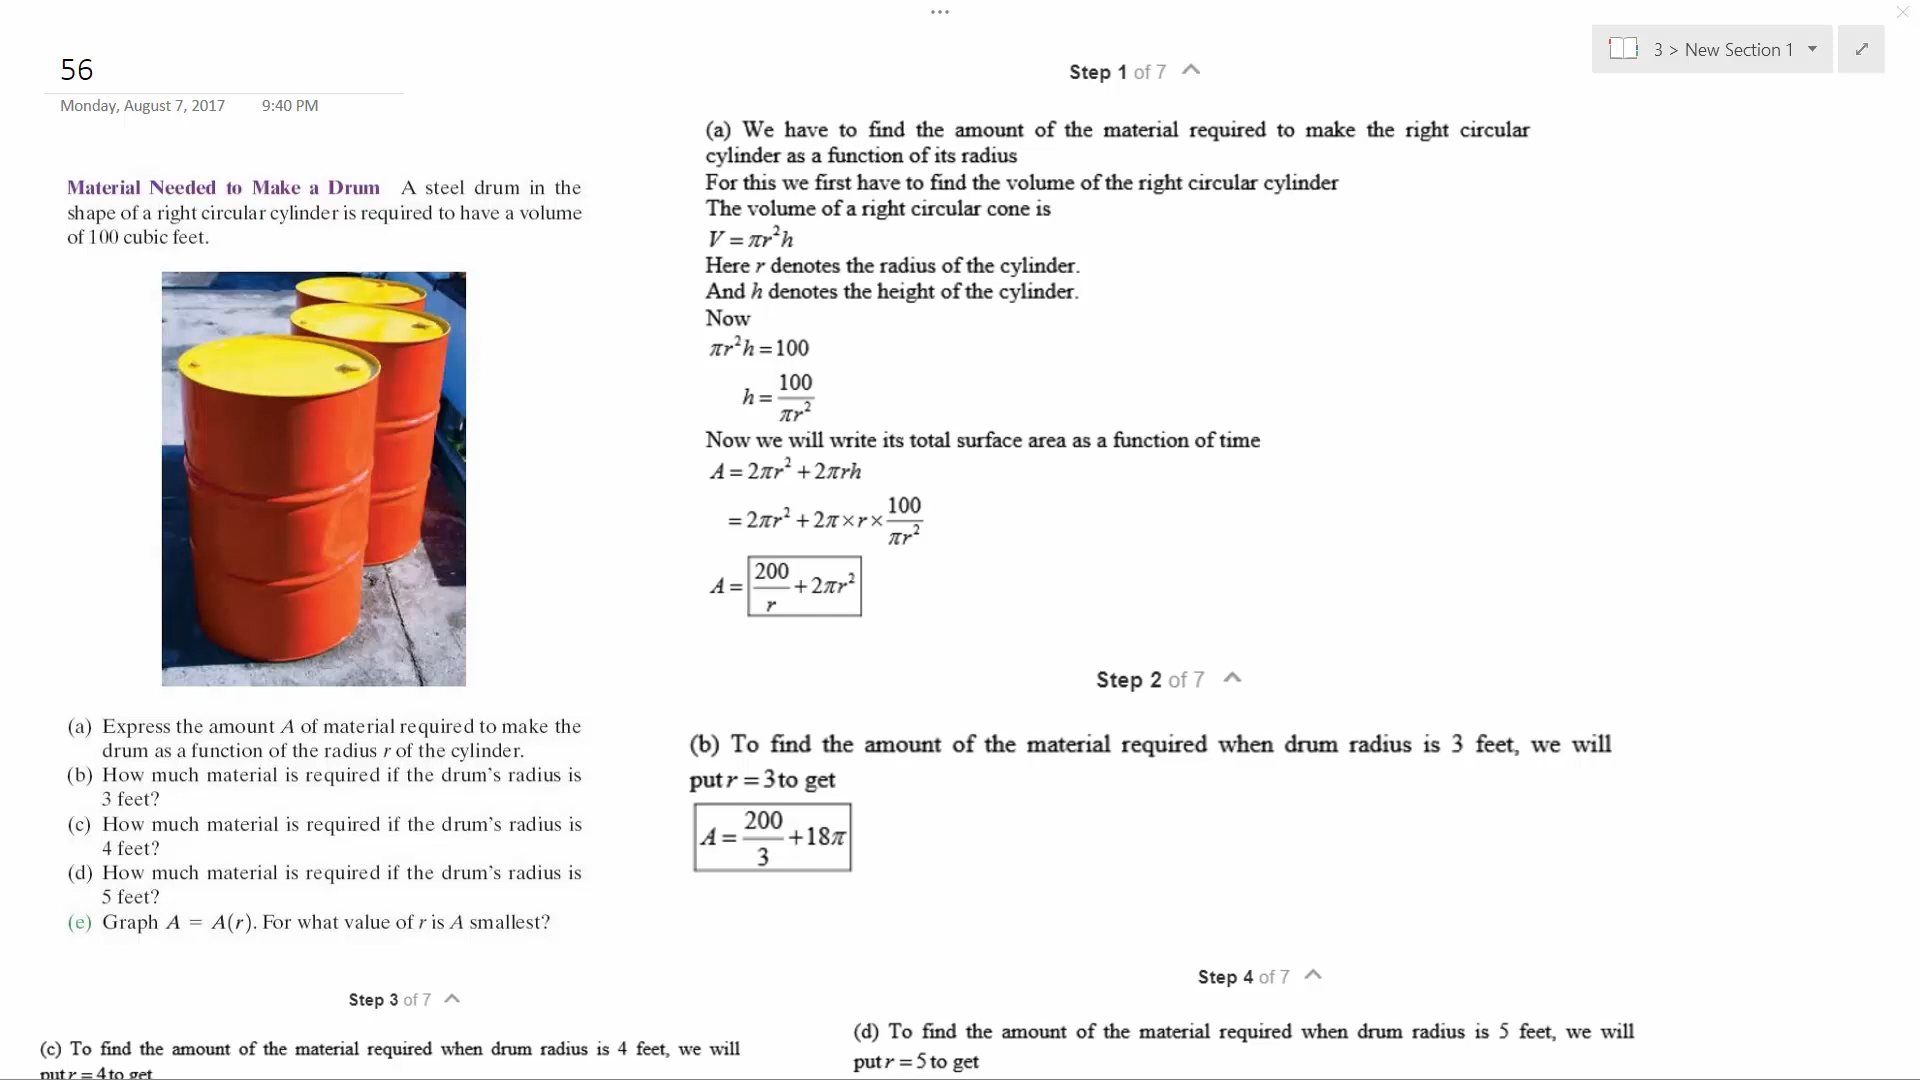 ...
3 > New Section 1
56
Monday, August 7, 2017 9:40 PM
Material Needed to Make a Drum A steel drum in the
shape of a right circular cylinder is required to have a volume
of 100 cubic feet.
(a) Express the amount A of material required to make the
drum as a function of the radius r of the cylinder.
(b) How much material is required if the drum's radius is
3 feet?
(c) How much material is required if the drum's radius is
4 feet?
(d) How much material is required if the drum's radius is
5 feet?
(e) Graph A = A(r). For what value of r is A smallest?
Step 1 of 7
(a) We have to find the amount of the material required to make the right circular
cylinder as a function of its radius
For this we first have to find the volume of the right circular cylinder
The volume of a right circular cone is
V = πr²h
Here r denotes the radius of the cylinder.
And h denotes the height of the cylinder.
Now
πr²h = 100
h = 100/πr²
Now we will write its total surface area as a function of time
A = 2πr² + 2πrh
= 2πr² + 2π × r × 100/πr²
A = 200/r + 2πr²
Step 2 of 7
(b) To find the amount of the material required when drum radius is 3 feet, we will
put r = 3 to get
A = 200/3 + 18π
Step 3 of 7
(c) To find the amount of the material required when drum radius is 4 feet, we will
put r = 4 to get
Step 4 of 7
(d) To find the amount of the material required when drum radius is 5 feet, we will
put r = 5 to get